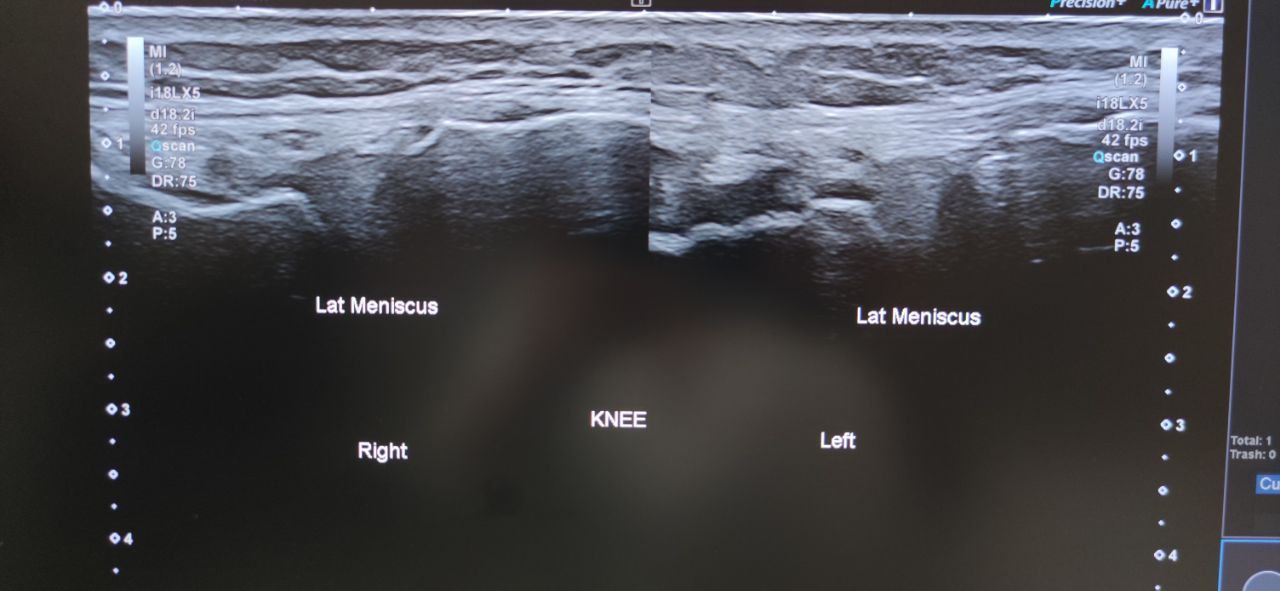 0
Precision+ APure+
0
MI
(1.2)
i18LX5
d18.2i
42 fps
Qscan
G:78
DR:75
A:3
P:5
1
2
3
4
MI
(1.2)
i18LX5
d18.2i
42 fps
Qscan
G:78
DR:75
A:3
P:5
1
2
3
4
Lat Meniscus
Lat Meniscus
KNEE
Right
Left
Total: 1
Trash: 0
Cu